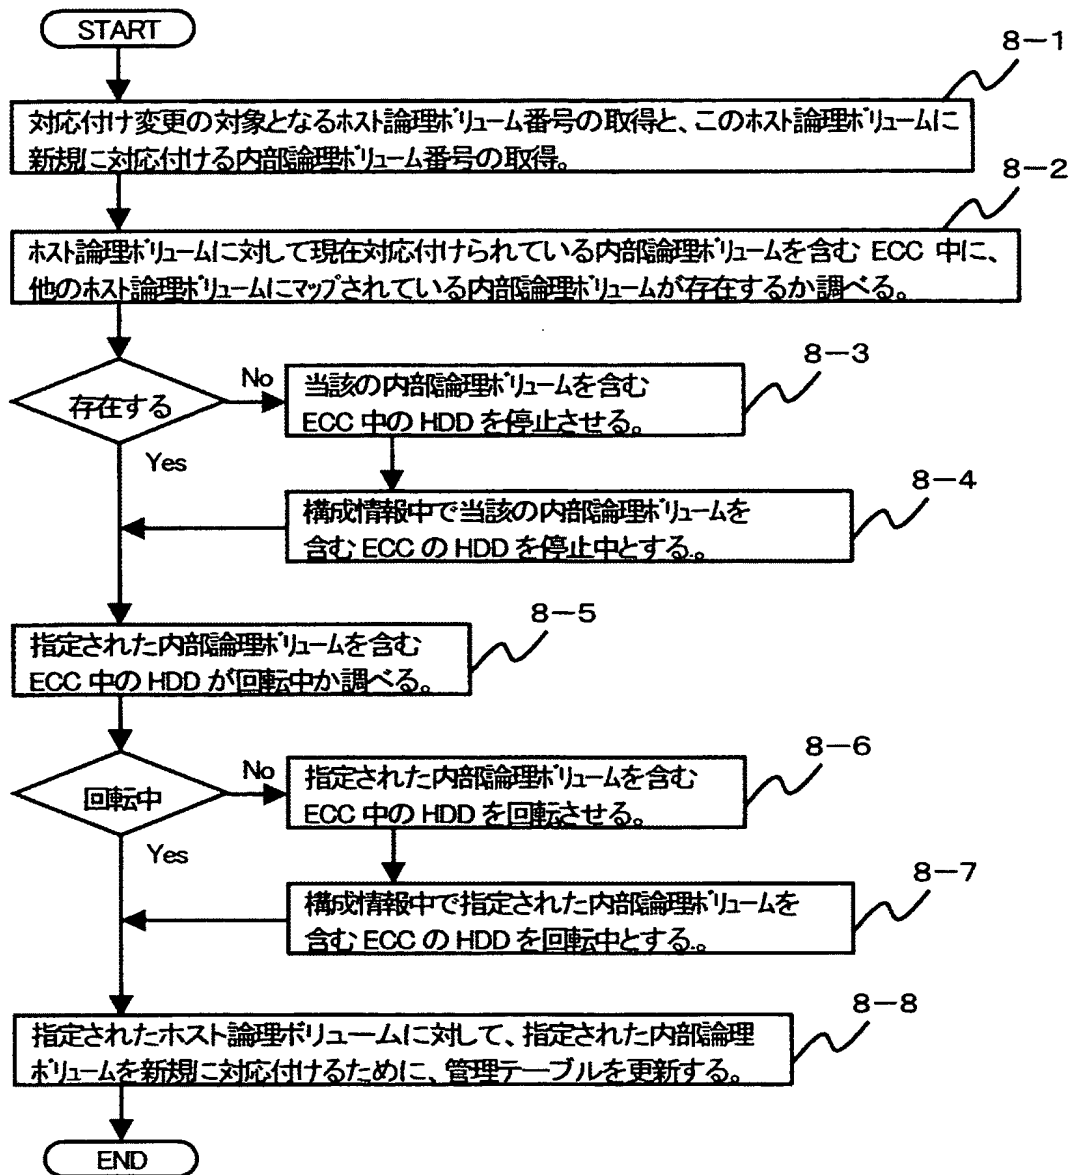 START
8-1
対応付け変更の対象となるホスト論理ボリューム番号の取得と、このホスト論理ボリュームに
新規に対応付ける内部論理ボリューム番号の取得。
8-2
ホスト論理ボリュームに対して現在対応付けられている内部論理ボリュームを含む ECC 中に、
他のホスト論理ボリュームにマップされている内部論理ボリュームが存在するか調べる。
存在する
No
Yes
8-3
当該の内部論理ボリュームを含む
ECC 中の HDD を停止させる。
8-4
構成情報中で当該の内部論理ボリュームを
含む ECC の HDD を停止中とする.。
8-5
指定された内部論理ボリュームを含む
ECC 中の HDD が回転中か調べる。
回転中
No
Yes
8-6
指定された内部論理ボリュームを含む
ECC 中の HDD を回転させる。
8-7
構成情報中で指定された内部論理ボリュームを
含む ECC の HDD を回転中とする.。
8-8
指定されたホスト論理ボリュームに対して、指定された内部論理
ボリュームを新規に対応付けるために、管理テーブルを更新する。
END